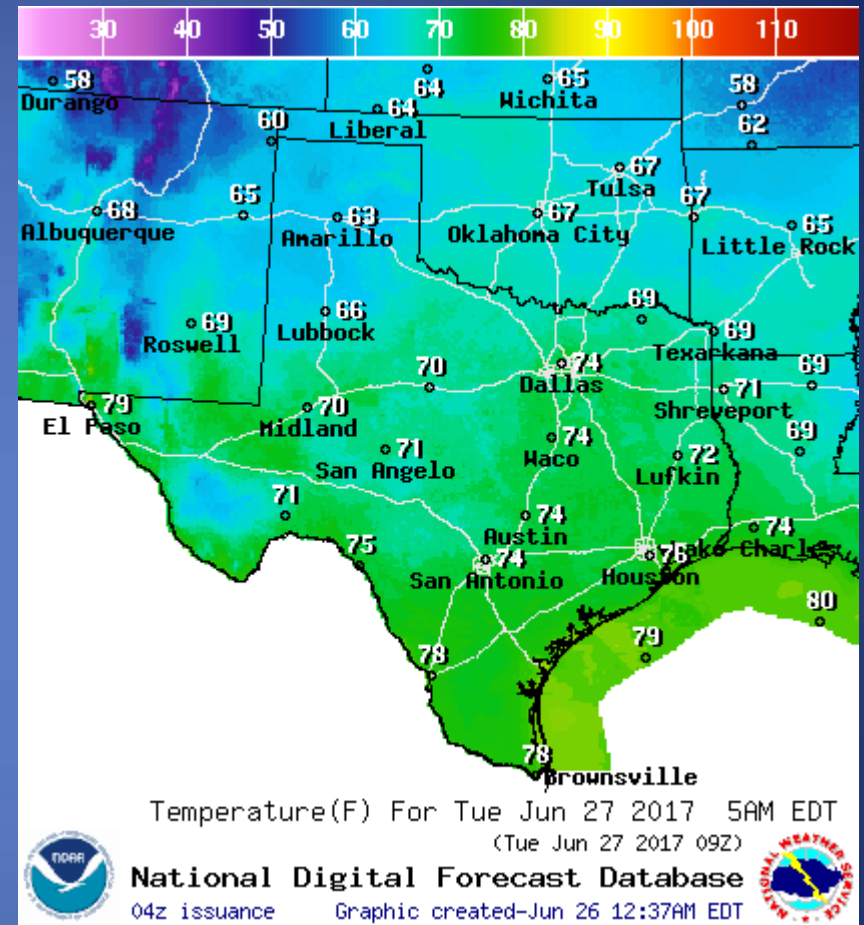 30 40 50 60 70 80 90 100 110
58
Durango
64
64
Liberal
65
Wichita
58
62
60
67
Tulsa
68
Albuquerque
65
63
Amarillo
67
Oklahoma City
67
65
Little Rock
69
Roswell
66
Lubbock
69
69
Texarkana
74
Dallas
70
79
El Paso
70
Midland
71
Shreveport
69
71
San Angelo
74
Waco
72
Lufkin
69
71
74
Austin
74
Lake Charles
75
74
San Antonio
76
Houston
80
79
78
78
Brownsville
Temperature(F) For Tue Jun 27 2017 5AM EDT
(Tue Jun 27 2017 09Z)
National Digital Forecast Database
04z issuance Graphic created-Jun 26 12:37AM EDT
NOAA
NATIONAL WEATHER SERVICE